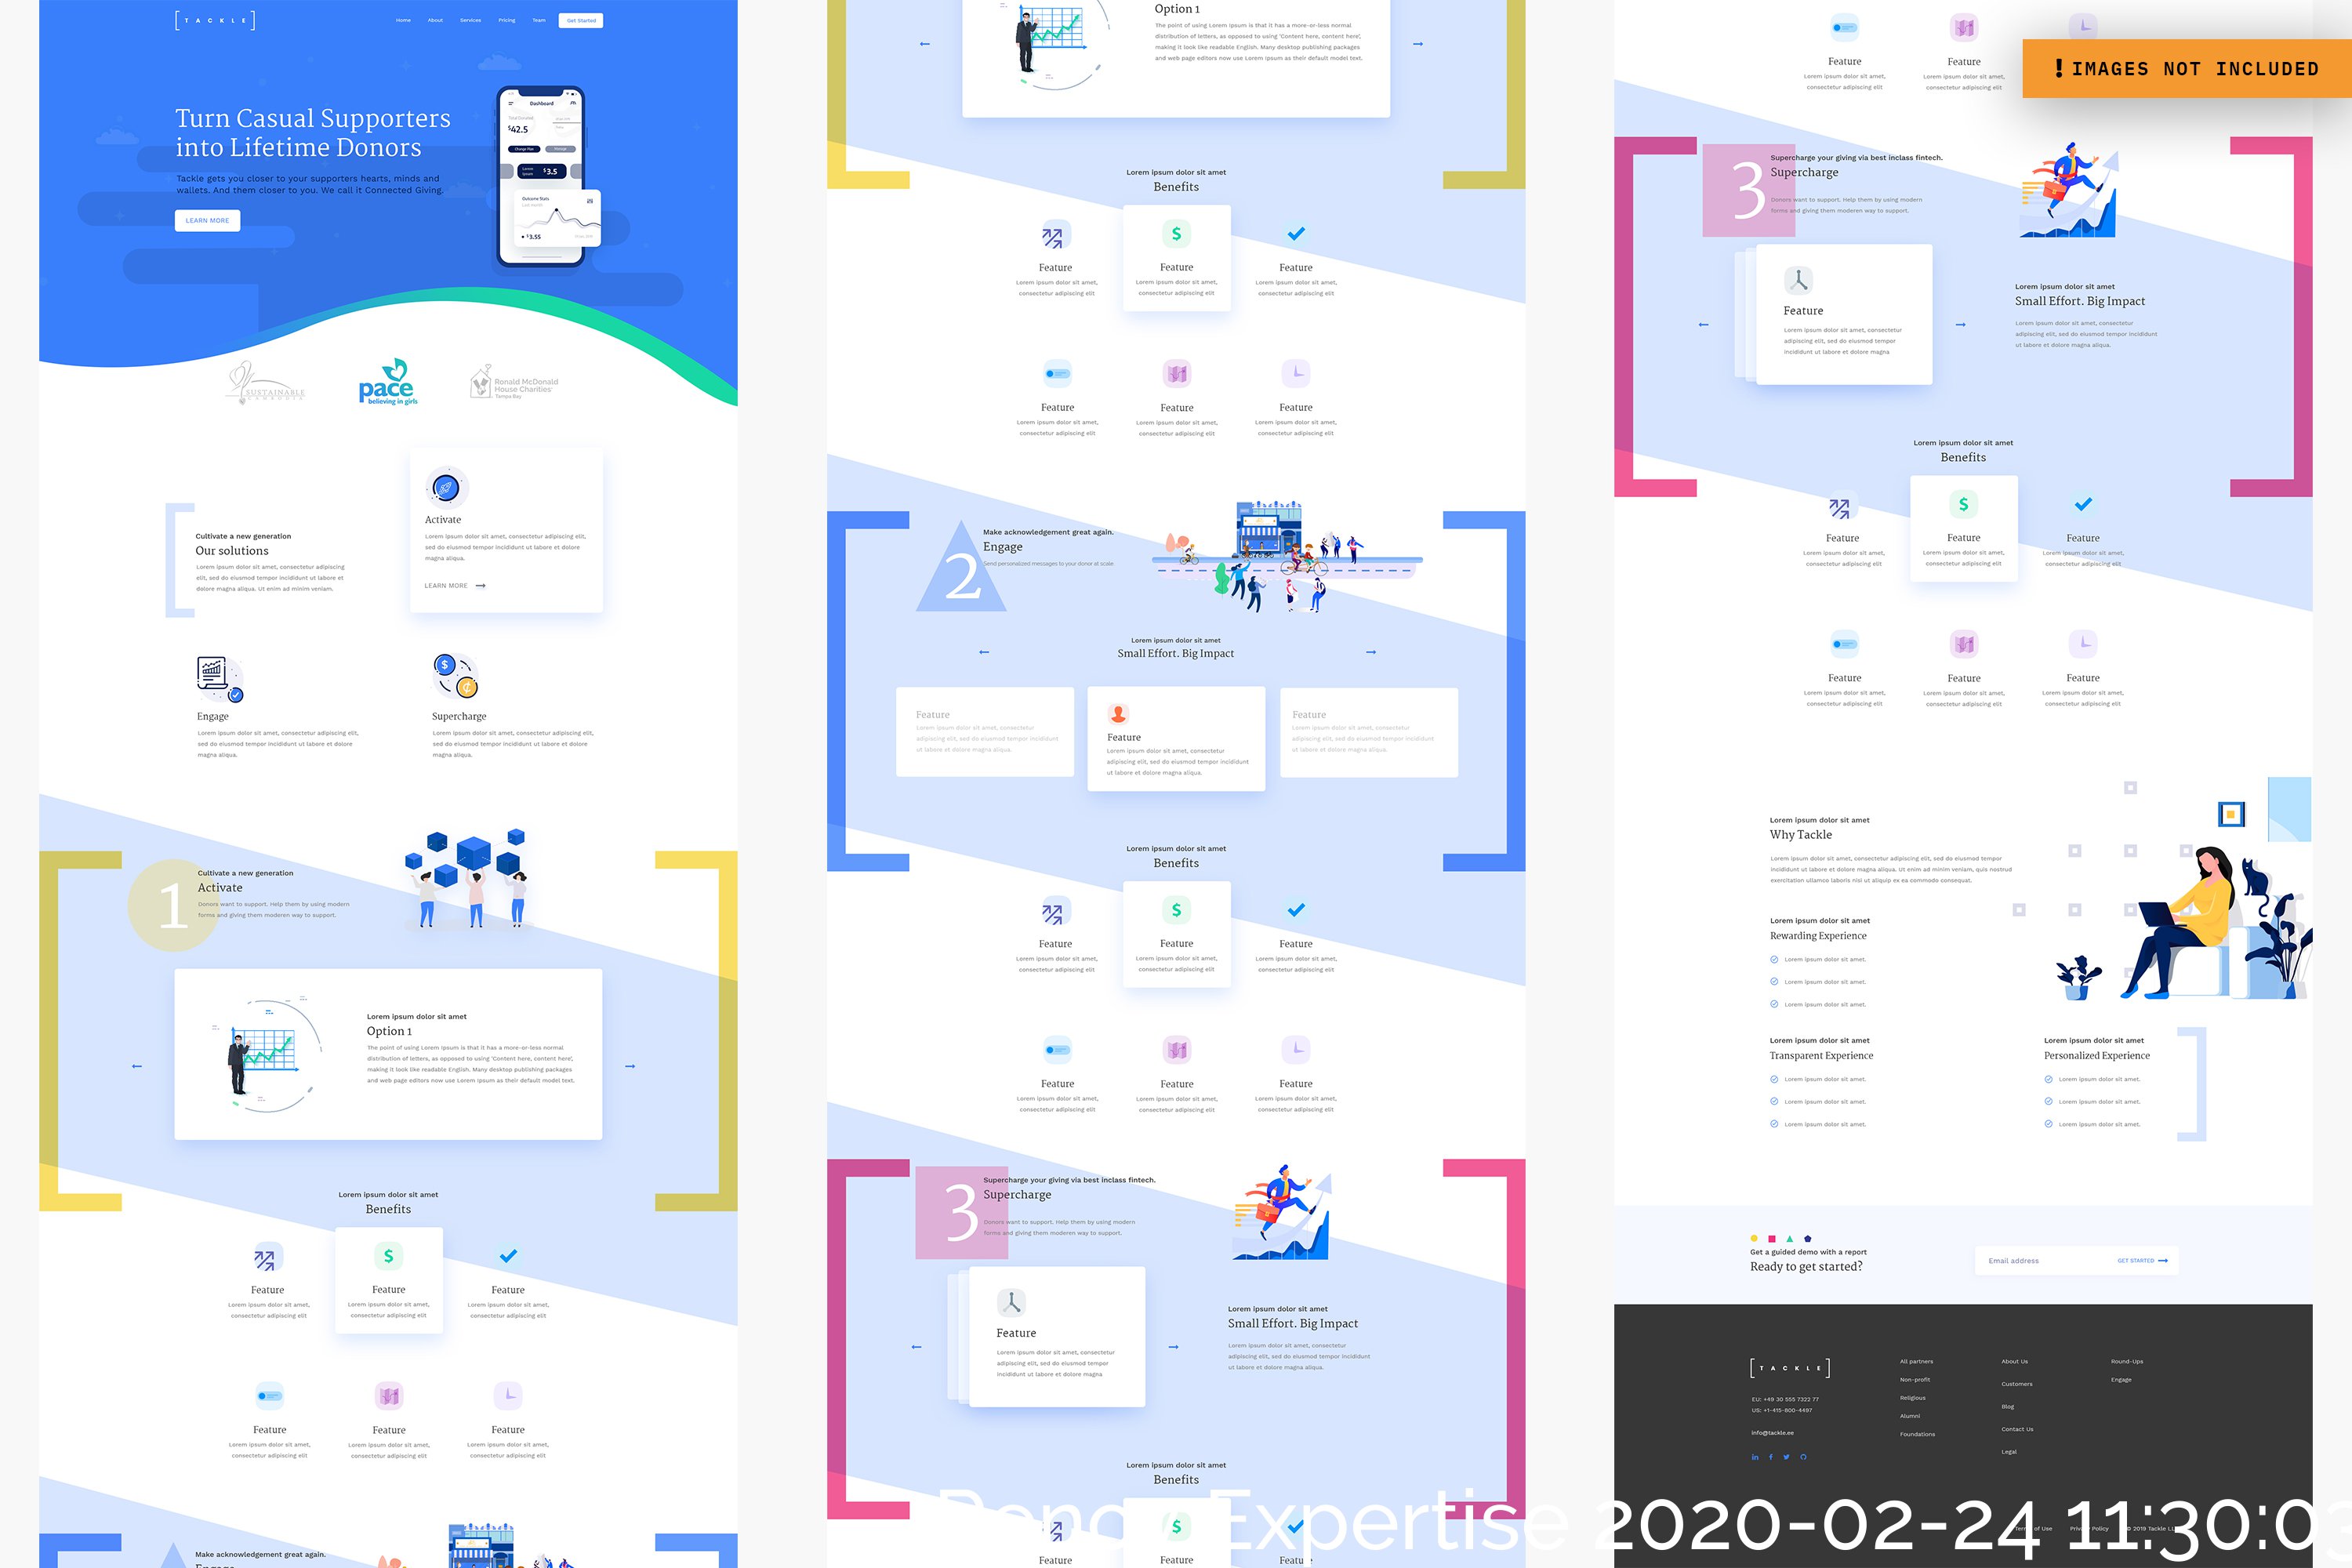 [ T A C K L E ]
Home About Services Pricing Team Get Started
Turn Casual Supporters
into Lifetime Donors
Tackle gets you closer to your supporters hearts, minds and
wallets. And them closer to you. We call it Connected Giving.
LEARN MORE
Dashboard
Total Donated
$42.5
Change Plan
$3.5
Outcome Stats
Last month
$3.55
SUSTAINABLE
pace
believing in girls
Ronald McDonald
House Charities
Tampa Bay
Cultivate a new generation
Our solutions
Lorem ipsum dolor sit amet, consectetur adipiscing
elit, sed do eiusmod tempor incididunt ut labore et
dolore magna aliqua. Ut enim ad minim veniam.
Activate
Lorem ipsum dolor sit amet, consectetur adipiscing elit,
sed do eiusmod tempor incididunt ut labore et dolore
magna aliqua.
LEARN MORE
Engage
Lorem ipsum dolor sit amet, consectetur adipiscing elit,
sed do eiusmod tempor incididunt ut labore et dolore
magna aliqua.
Supercharge
Lorem ipsum dolor sit amet, consectetur adipiscing elit,
sed do eiusmod tempor incididunt ut labore et dolore
magna aliqua.
1
Cultivate a new generation
Activate
Donors want to support. Help them by using modern
forms and giving them moderen way to support.
Lorem ipsum dolor sit amet
Option 1
The point of using Lorem Ipsum is that it has a more-or-less normal
distribution of letters, as opposed to using 'Content here, content here',
making it look like readable English. Many desktop publishing packages
and web page editors now use Lorem Ipsum as their default model text.
Lorem ipsum dolor sit amet
Benefits
Feature Feature Feature
Lorem ipsum dolor sit amet, Lorem ipsum dolor sit amet, Lorem ipsum dolor sit amet,
consectetur adipiscing elit consectetur adipiscing elit consectetur adipiscing elit
Feature Feature Feature
Lorem ipsum dolor sit amet, Lorem ipsum dolor sit amet, Lorem ipsum dolor sit amet,
consectetur adipiscing elit consectetur adipiscing elit consectetur adipiscing elit
Make acknowledgement great again.
Option 1
The point of using Lorem Ipsum is that it has a more-or-less normal
distribution of letters, as opposed to using 'Content here, content here',
making it look like readable English. Many desktop publishing packages
and web page editors now use Lorem Ipsum as their default model text.
Lorem ipsum dolor sit amet
Benefits
Feature Feature Feature
Lorem ipsum dolor sit amet, Lorem ipsum dolor sit amet, Lorem ipsum dolor sit amet,
consectetur adipiscing elit consectetur adipiscing elit consectetur adipiscing elit
Feature Feature Feature
Lorem ipsum dolor sit amet, Lorem ipsum dolor sit amet, Lorem ipsum dolor sit amet,
consectetur adipiscing elit consectetur adipiscing elit consectetur adipiscing elit
2
Make acknowledgement great again.
Engage
Send personalized messages to your donor at scale.
Lorem ipsum dolor sit amet
Small Effort. Big Impact
Feature
Lorem ipsum dolor sit amet, consectetur
adipiscing elit, sed do eiusmod tempor incididunt
ut labore et dolore magna aliqua.
Feature
Lorem ipsum dolor sit amet, consectetur
adipiscing elit, sed do eiusmod tempor incididunt
ut labore et dolore magna aliqua.
Feature
Lorem ipsum dolor sit amet, consectetur
adipiscing elit, sed do eiusmod tempor incididunt
ut labore et dolore magna aliqua.
Lorem ipsum dolor sit amet
Benefits
Feature Feature Feature
Lorem ipsum dolor sit amet, Lorem ipsum dolor sit amet, Lorem ipsum dolor sit amet,
consectetur adipiscing elit consectetur adipiscing elit consectetur adipiscing elit
Feature Feature Feature
Lorem ipsum dolor sit amet, Lorem ipsum dolor sit amet, Lorem ipsum dolor sit amet,
consectetur adipiscing elit consectetur adipiscing elit consectetur adipiscing elit
3
Supercharge your giving via best inclass fintech.
Supercharge
Donors want to support. Help them by using modern
forms and giving them moderen way to support.
Feature
Lorem ipsum dolor sit amet, consectetur
adipiscing elit, sed do eiusmod tempor
incididunt ut labore et dolore magna
Lorem ipsum dolor sit amet
Small Effort. Big Impact
Lorem ipsum dolor sit amet, consectetur
adipiscing elit, sed do eiusmod tempor incididunt
ut labore et dolore magna aliqua.
Lorem ipsum dolor sit amet
Benefits
Feature Feature Feature
Feature Feature
Lorem ipsum dolor sit amet, Lorem ipsum dolor sit amet,
consectetur adipiscing elit consectetur adipiscing elit
! IMAGES NOT INCLUDED
3
Supercharge your giving via best inclass fintech.
Supercharge
Donors want to support. Help them by using modern
forms and giving them moderen way to support.
Feature
Lorem ipsum dolor sit amet, consectetur
adipiscing elit, sed do eiusmod tempor
incididunt ut labore et dolore magna
Lorem ipsum dolor sit amet
Small Effort. Big Impact
Lorem ipsum dolor sit amet, consectetur
adipiscing elit, sed do eiusmod tempor incididunt
ut labore et dolore magna aliqua.
Lorem ipsum dolor sit amet
Benefits
Feature Feature Feature
Lorem ipsum dolor sit amet, Lorem ipsum dolor sit amet, Lorem ipsum dolor sit amet,
consectetur adipiscing elit consectetur adipiscing elit consectetur adipiscing elit
Feature Feature Feature
Lorem ipsum dolor sit amet, Lorem ipsum dolor sit amet, Lorem ipsum dolor sit amet,
consectetur adipiscing elit consectetur adipiscing elit consectetur adipiscing elit
Lorem ipsum dolor sit amet
Why Tackle
Lorem ipsum dolor sit amet, consectetur adipiscing elit, sed do eiusmod tempor
incididunt ut labore et dolore magna aliqua. Ut enim ad minim veniam, quis nostrud
exercitation ullamco laboris nisi ut aliquip ex ea commodo consequat.
Lorem ipsum dolor sit amet
Rewarding Experience
Lorem ipsum dolor sit amet.
Lorem ipsum dolor sit amet.
Lorem ipsum dolor sit amet.
Lorem ipsum dolor sit amet
Transparent Experience
Lorem ipsum dolor sit amet.
Lorem ipsum dolor sit amet.
Lorem ipsum dolor sit amet.
Lorem ipsum dolor sit amet
Personalized Experience
Lorem ipsum dolor sit amet.
Lorem ipsum dolor sit amet.
Lorem ipsum dolor sit amet.
Get a guided demo with a report
Ready to get started?
Email address GET STARTED
[ T A C K L E ]
EU: +49 30 555 7322 77
US: +1-415-800-4497
info@tackle.ee
All partners
Non-profit
Religious
Alumni
Foundations
About Us
Customers
Blog
Contact Us
Legal
Round-Ups
Engage
Terms of Use Policy © 2019 Tackle
Expertise 2020-02-24 11:30:03